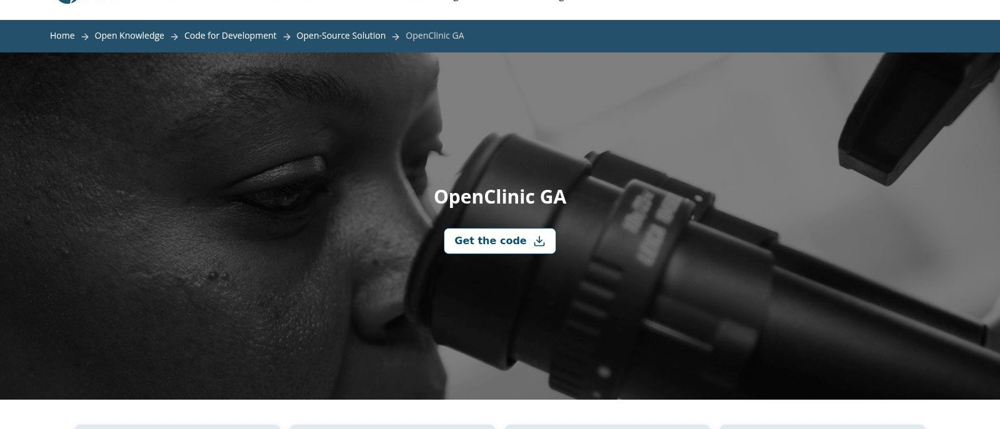 Home → Open Knowledge → Code for Development → Open-Source Solution → OpenClinic GA
OpenClinic GA
Get the code